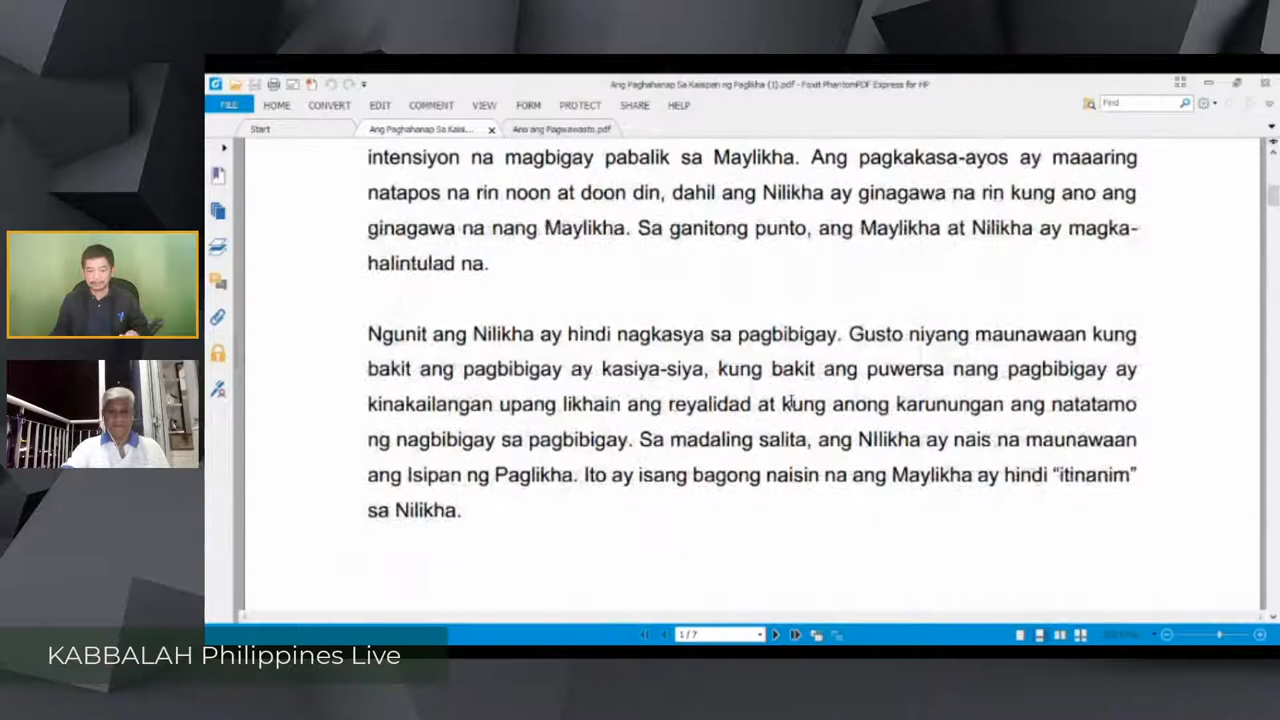 Ang Paghahanap Sa Kaisipan ng Paglikha (1).pdf - Foxit PhantomPDF Express for HP
FILE HOME CONVERT EDIT COMMENT VIEW FORM PROTECT SHARE HELP Find
Start Ang Paghahanap Sa Kaisi... Ano ang Pagwawasto.pdf
intensiyon na magbigay pabalik sa Maylikha. Ang pagkakasa-ayos ay maaaring
natapos na rin noon at doon din, dahil ang Nilikha ay ginagawa na rin kung ano ang
ginagawa na nang Maylikha. Sa ganitong punto, ang Maylikha at Nilikha ay magka-
halintulad na.
Ngunit ang Nilikha ay hindi nagkasya sa pagbibigay. Gusto niyang maunawaan kung
bakit ang pagbibigay ay kasiya-siya, kung bakit ang puwersa nang pagbibigay ay
kinakailangan upang likhain ang reyalidad at kung anong karunungan ang natatamo
ng nagbibigay sa pagbibigay. Sa madaling salita, ang NIlikha ay nais na maunawaan
ang Isipan ng Paglikha. Ito ay isang bagong naisin na ang Maylikha ay hindi “itinanim”
sa Nilikha.
1 / 7
KABBALAH Philippines Live